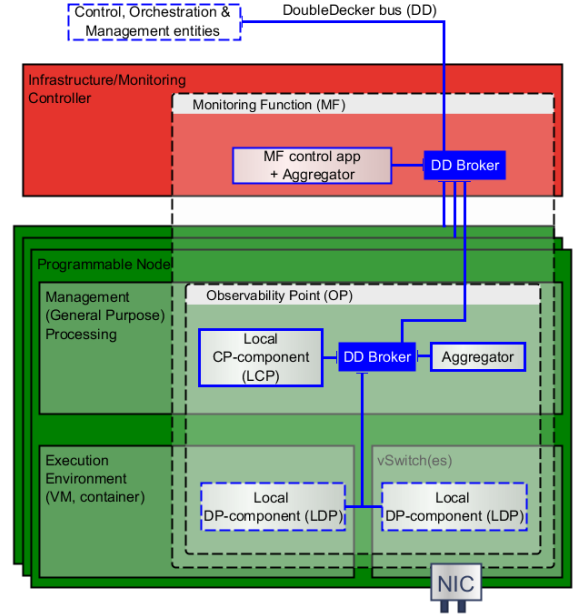 Control, Orchestration &
Management entities
DoubleDecker bus (DD)
Infrastructure/Monitoring
Controller
Monitoring Function (MF)
MF control app
+ Aggregator
DD Broker
Programmable Node
Management
(General Purpose)
Processing
Observability Point (OP)
Local
CP-component
(LCP)
DD Broker
Aggregator
Execution
Environment
(VM, container)
vSwitch(es)
Local
DP-component (LDP)
Local
DP-component (LDP)
NIC